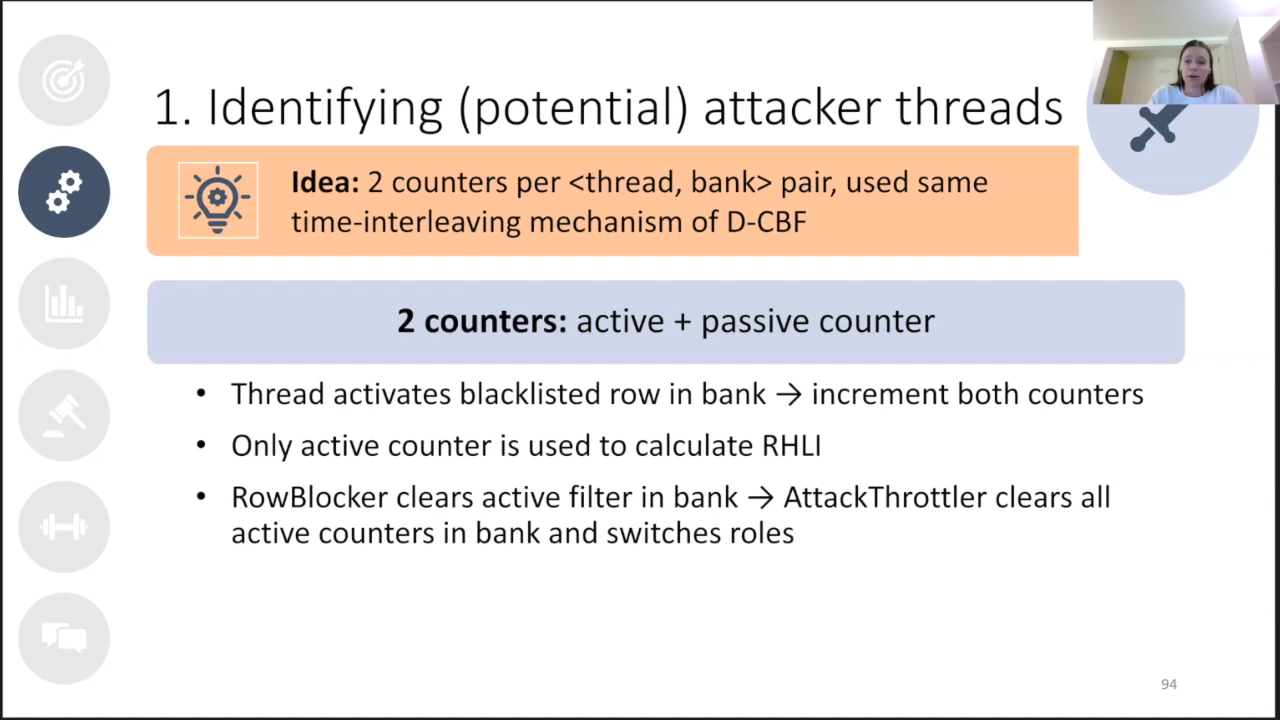 1. Identifying (potential) attacker threads
Idea: 2 counters per <thread, bank> pair, used same
time-interleaving mechanism of D-CBF
2 counters: active + passive counter
• Thread activates blacklisted row in bank → increment both counters
• Only active counter is used to calculate RHLI
• RowBlocker clears active filter in bank → AttackThrottler clears all
active counters in bank and switches roles
94